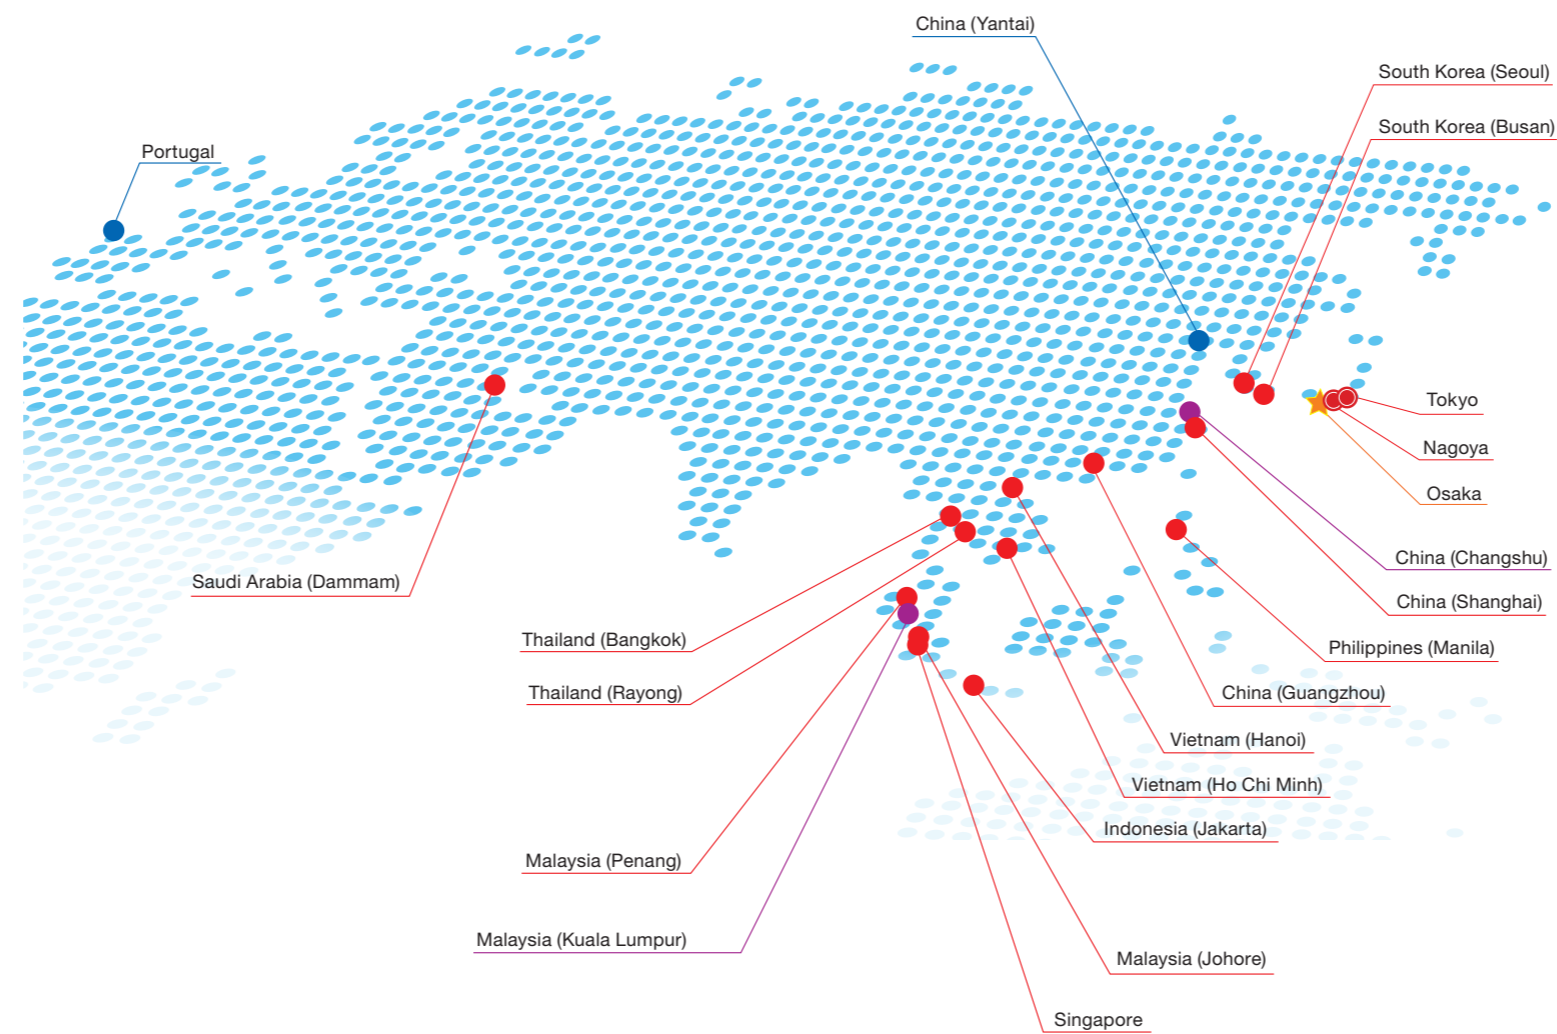 China (Yantai)
South Korea (Seoul)
South Korea (Busan)
Portugal
Tokyo
Nagoya
Osaka
China (Changshu)
Saudi Arabia (Dammam)
China (Shanghai)
Thailand (Bangkok)
Philippines (Manila)
Thailand (Rayong)
China (Guangzhou)
Vietnam (Hanoi)
Vietnam (Ho Chi Minh)
Indonesia (Jakarta)
Malaysia (Penang)
Malaysia (Kuala Lumpur)
Malaysia (Johore)
Singapore